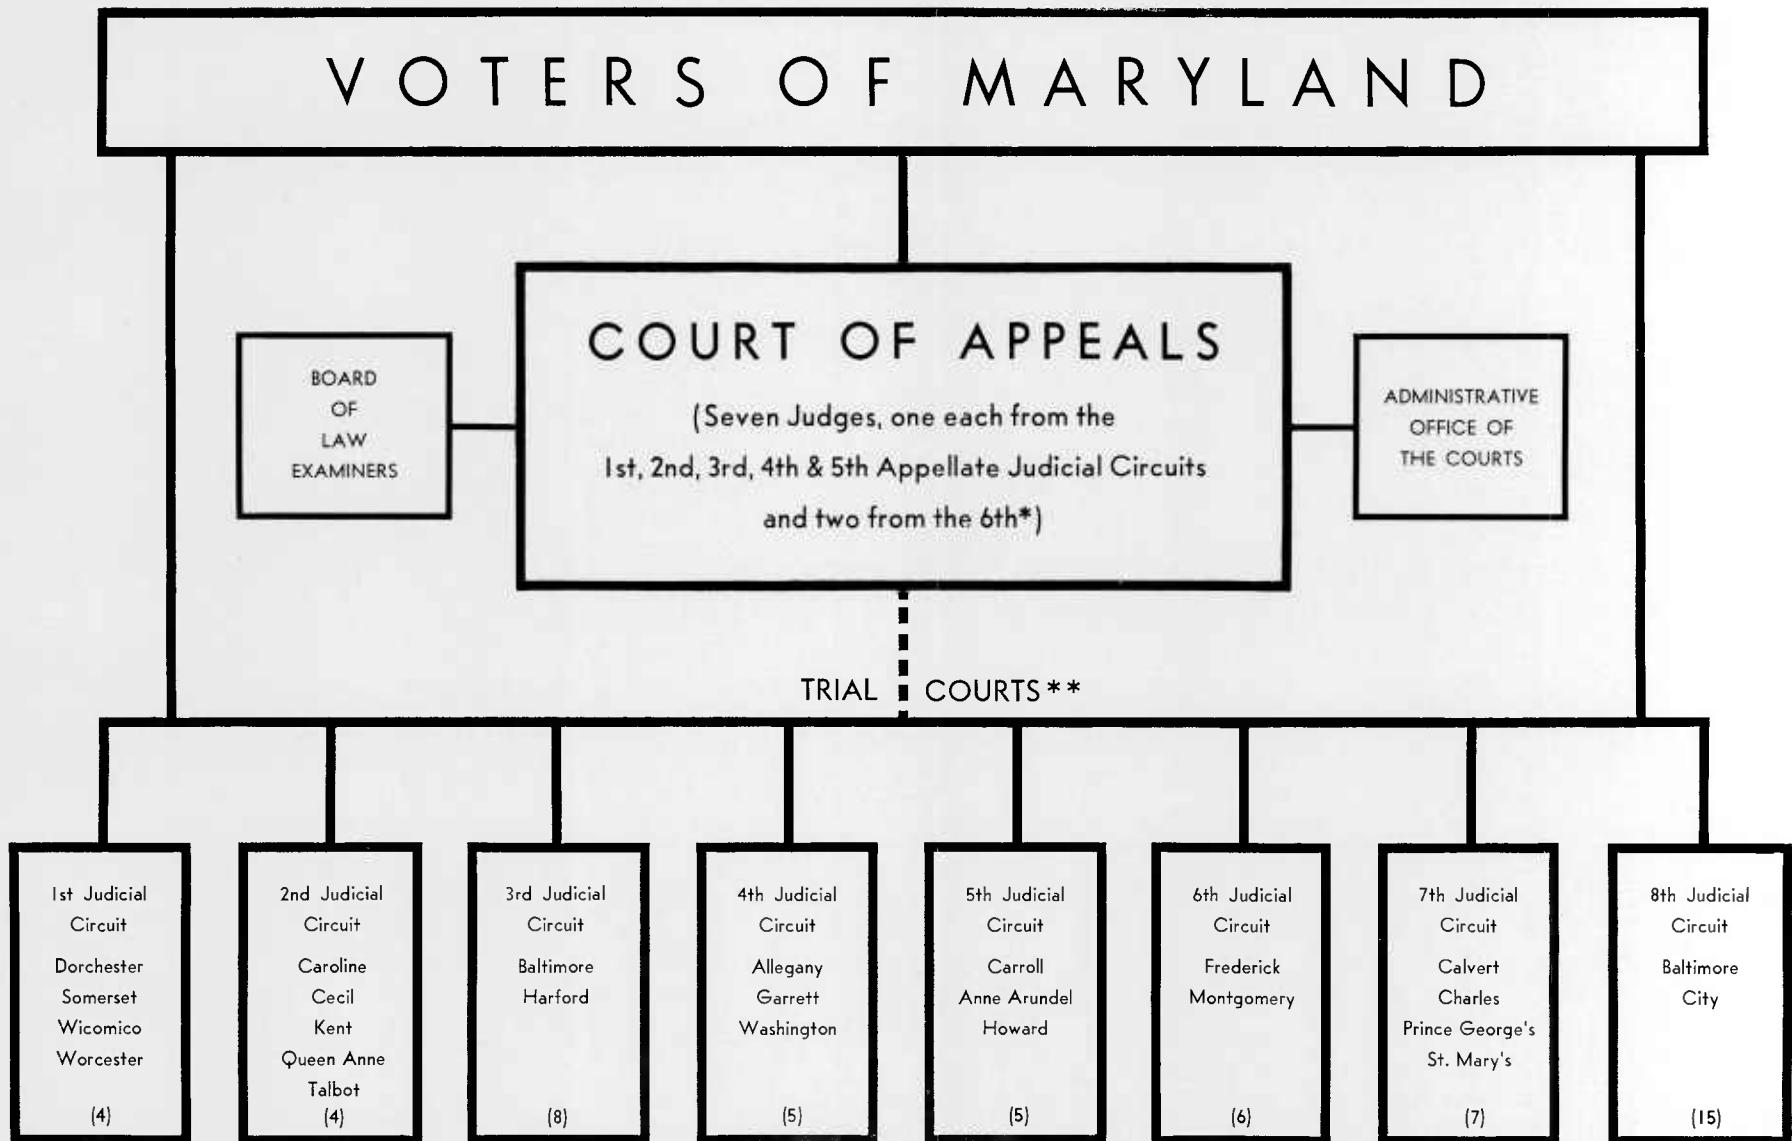 VOTERS OF MARYLAND
COURT OF APPEALS
(Seven Judges, one each from the
1st, 2nd, 3rd, 4th & 5th Appellate Judicial Circuits
and two from the 6th*)
BOARD
OF
LAW
EXAMINERS
ADMINISTRATIVE
OFFICE OF
THE COURTS
TRIAL COURTS**
1st Judicial
Circuit
Dorchester
Somerset
Wicomico
Worcester
(4)
2nd Judicial
Circuit
Caroline
Cecil
Kent
Queen Anne
Talbot
(4)
3rd Judicial
Circuit
Baltimore
Harford
(8)
4th Judicial
Circuit
Allegany
Garrett
Washington
(5)
5th Judicial
Circuit
Carroll
Anne Arundel
Howard
(5)
6th Judicial
Circuit
Frederick
Montgomery
(6)
7th Judicial
Circuit
Calvert
Charles
Prince George's
St. Mary's
(7)
8th Judicial
Circuit
Baltimore
City
(15)